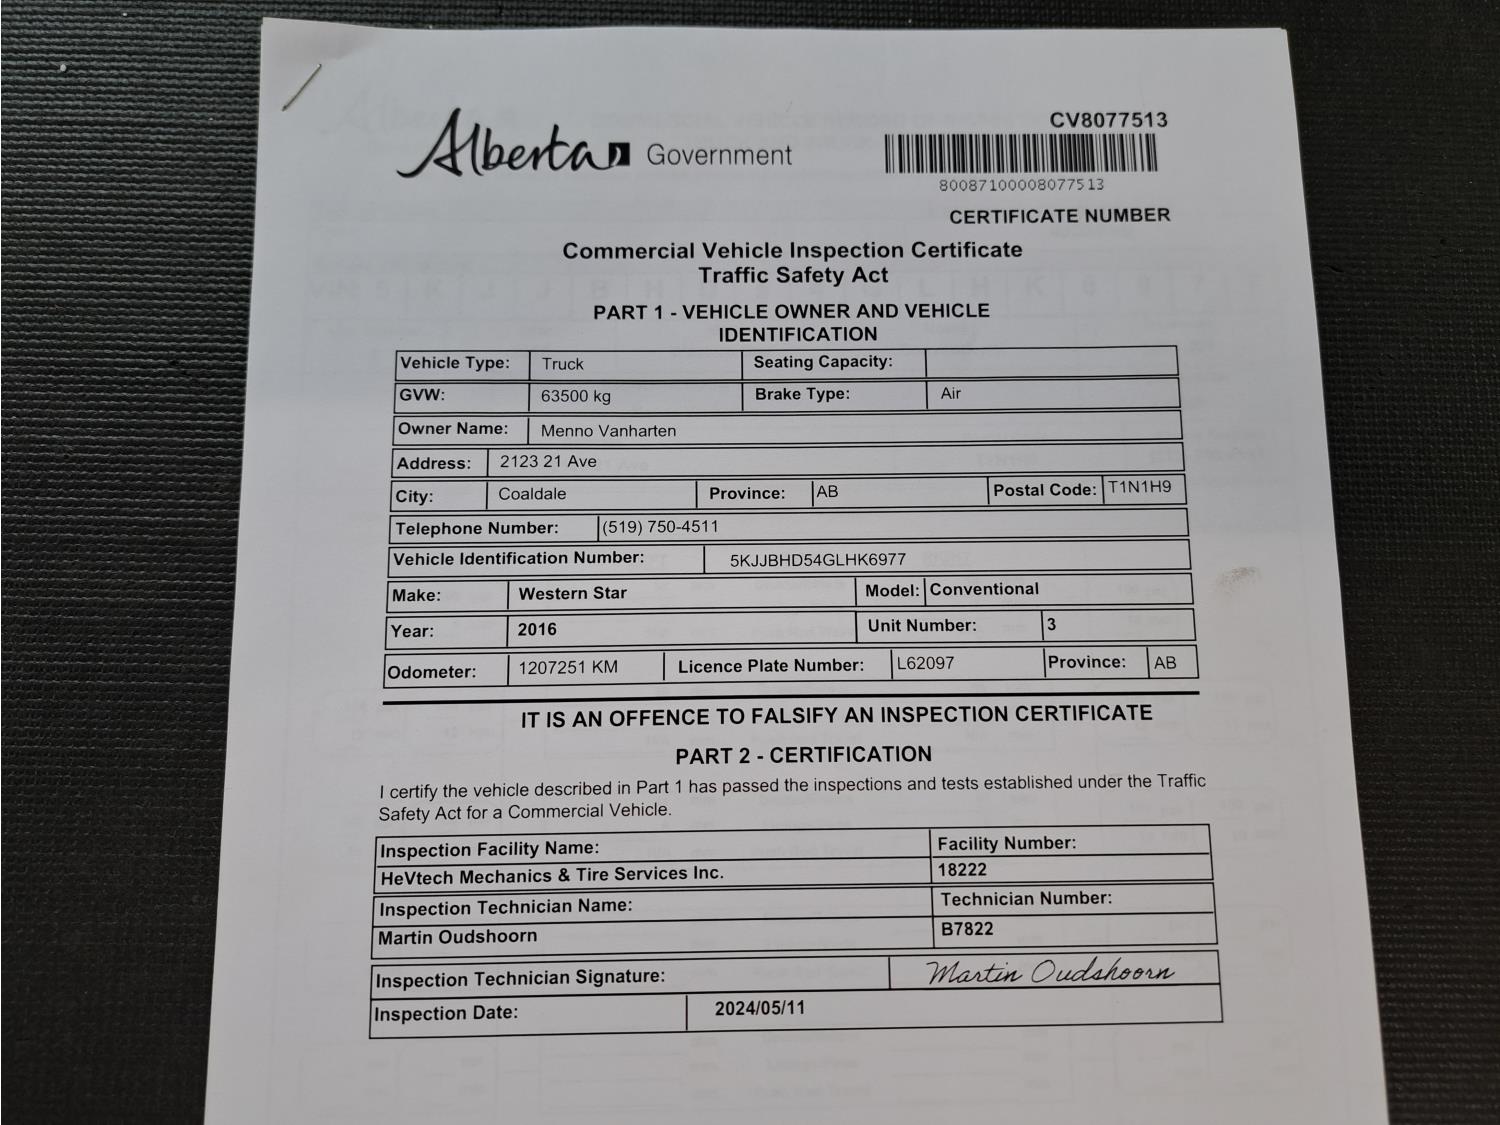 Alberta Government
CV8077513
80087100008077513
CERTIFICATE NUMBER
Commercial Vehicle Inspection Certificate
Traffic Safety Act
PART 1 - VEHICLE OWNER AND VEHICLE
IDENTIFICATION
Vehicle Type: Truck Seating Capacity:
GVW: 63500 kg Brake Type: Air
Owner Name: Menno Vanharten
Address: 2123 21 Ave
City: Coaldale Province: AB Postal Code: T1N1H9
Telephone Number: (519) 750-4511
Vehicle Identification Number: 5KJJBHD54GLHK6977
Make: Western Star Model: Conventional
Year: 2016 Unit Number: 3
Odometer: 1207251 KM Licence Plate Number: L62097 Province: AB
IT IS AN OFFENCE TO FALSIFY AN INSPECTION CERTIFICATE
PART 2 - CERTIFICATION
I certify the vehicle described in Part 1 has passed the inspections and tests established under the Traffic
Safety Act for a Commercial Vehicle.
Inspection Facility Name: Facility Number:
HeVtech Mechanics & Tire Services Inc. 18222
Inspection Technician Name: Technician Number:
Martin Oudshoorn B7822
Inspection Technician Signature: Martin Oudshoorn
Inspection Date: 2024/05/11